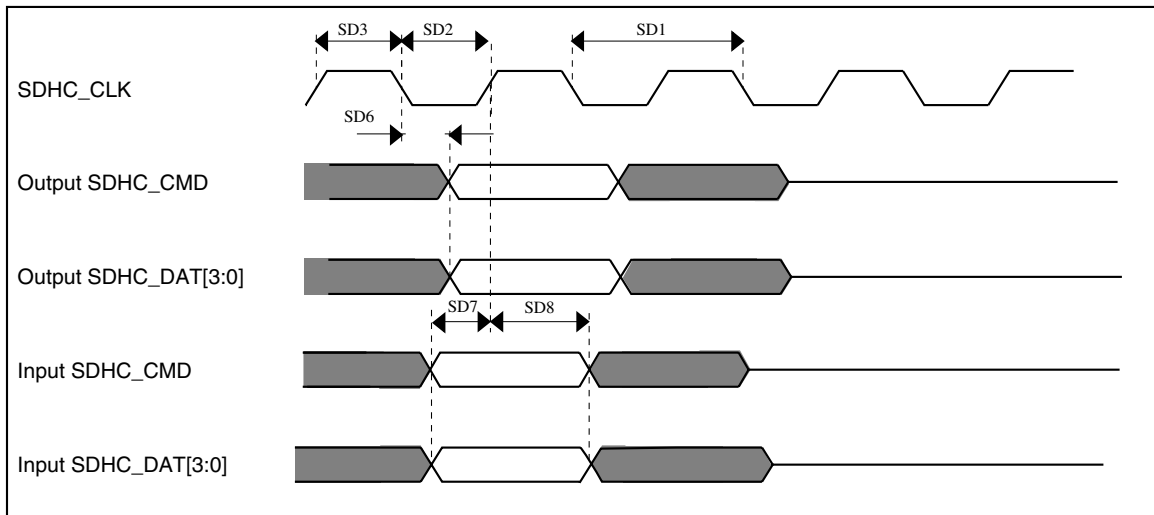 SD3
SD2
SD1
SDHC_CLK
SD6
Output SDHC_CMD
Output SDHC_DAT[3:0]
SD7
SD8
Input SDHC_CMD
Input SDHC_DAT[3:0]